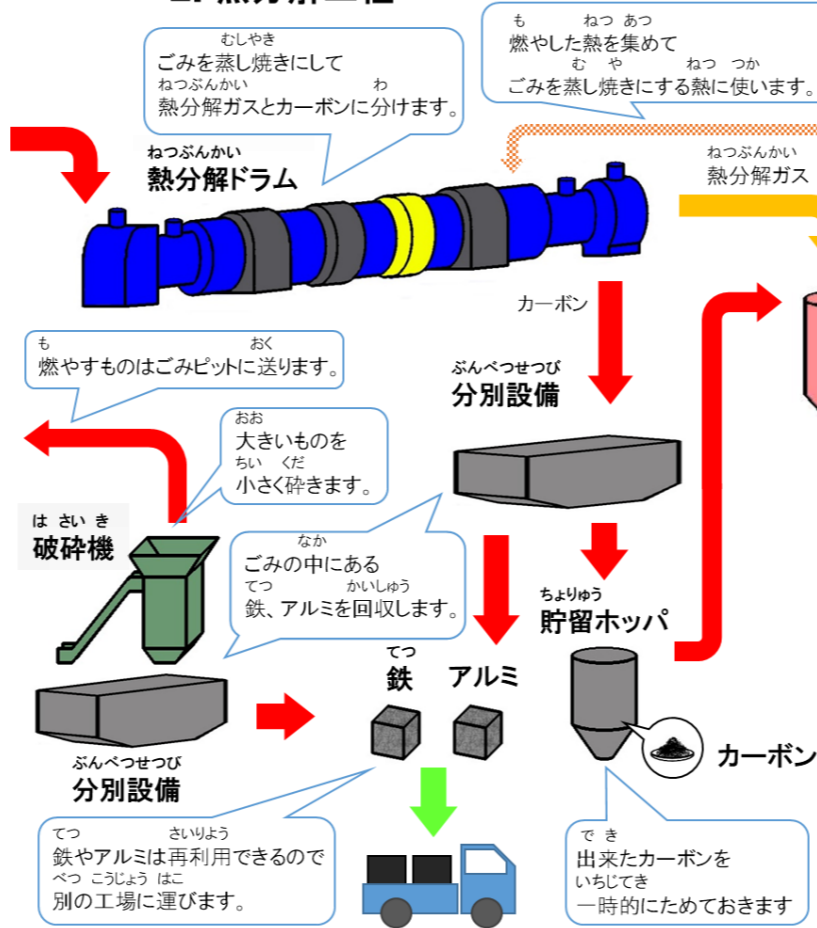 むしやき
ごみを蒸し焼きにして
ねつぶんかい わ
熱分解ガスとカーボンに分けます。
も ねつ あつ
燃やした熱を集めて
む や ねつ つか
ごみを蒸し焼きにする熱に使います。
ねつぶんかい
熱分解ドラム
ねつぶんかい
熱分解ガス
カーボン
も おく
燃やすものはごみピットに送ります。
ぶんべつせつび
分別設備
おお
大きいものを
ちい くだ
小さく砕きます。
は さい き
破砕機
なか
ごみの中にある
てつ かいしゅう
鉄、アルミを回収します。
ちょりゅう
貯留ホッパ
てつ
鉄 アルミ
カーボン
ぶんべつせつび
分別設備
てつ さいりよう
鉄やアルミは再利用できるので
べつ こうじょう はこ
別の工場に運びます。
で き
出来たカーボンを
いちじてき
一時的にためておきます